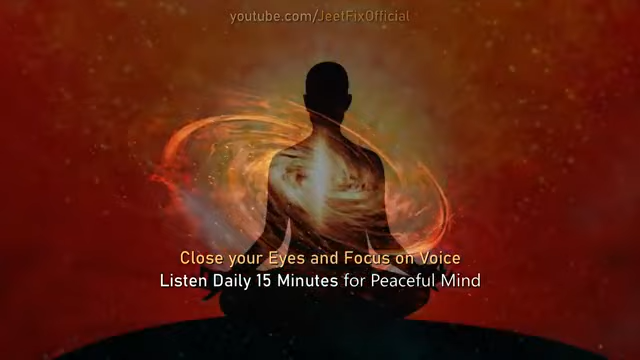 youtube.com/JeetFixOfficial
Close your Eyes and Focus on Voice
Listen Daily 15 Minutes for Peaceful Mind